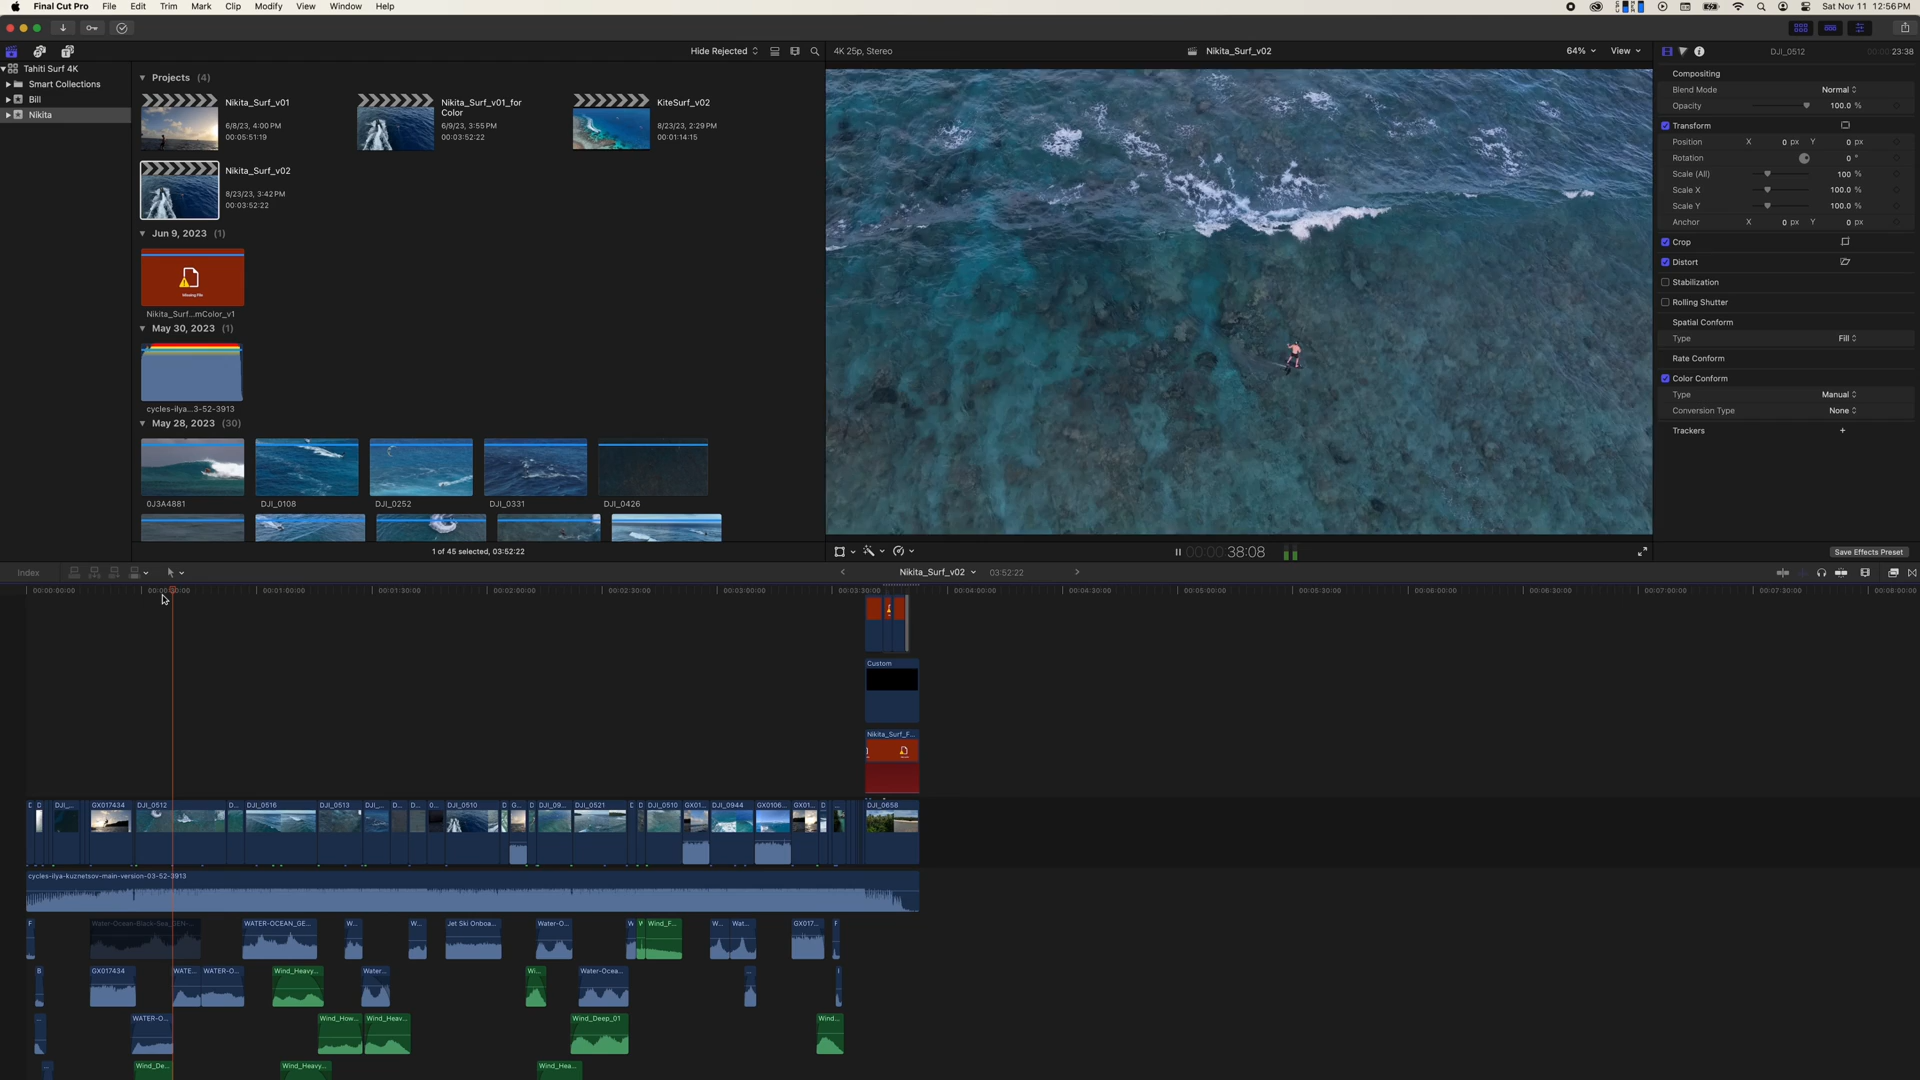 Final Cut Pro File Edit Trim Mark Clip Modify View Window Help
Sat Nov 11 12:56 PM
Hide Rejected
4K 25p, Stereo
Nikita_Surf_v02
64%
View
DJI_0512
00:00 23:38
Tahiti Surf 4K
Smart Collections
Bill
Nikita
Projects (4)
Nikita_Surf_v01
6/8/23, 4:00 PM
00:05:51:19
Nikita_Surf_v01_for
Color
6/9/23, 3:55 PM
00:03:52:22
KiteSurf_v02
8/23/23, 2:29 PM
00:01:14:15
Nikita_Surf_v02
8/23/23, 3:42 PM
00:03:52:22
Jun 9, 2023 (1)
Missing File
Nikita_Surf...mColor_v1
May 30, 2023 (1)
cycles-ilya...3-52-3913
May 28, 2023 (30)
0J3A4881
DJI_0108
DJI_0252
DJI_0331
DJI_0426
1 of 45 selected, 03:52:22
Compositing
Blend Mode Normal
Opacity 100.0 %
Transform
Position X 0 px Y 0 px
Rotation 0 °
Scale (All) 100 %
Scale X 100.0 %
Scale Y 100.0 %
Anchor X 0 px Y 0 px
Crop
Distort
Stabilization
Rolling Shutter
Spatial Conform
Type Fill
Rate Conform
Color Conform
Type Manual
Conversion Type None
Trackers +
00:00:38:08
Save Effects Preset
Index
Nikita_Surf_v02
03:52:22
00:00:00:00 00:01:00:00 00:01:30:00 00:02:00:00 00:02:30:00 00:03:00:00 00:03:30:00 00:04:00:00 00:04:30:00 00:05:00:00 00:05:30:00 00:06:00:00 00:06:30:00 00:07:00:00 00:07:30:00 00:08:00:00
Custom
Nikita_Surf_F...
D D DJI_... GX017434 DJI_0512 D... DJI_0516 DJI_0513 DJI_... D... D... 0... DJI_0510 D G... D DJI_09... DJI_0521 D D DJI_0510 GX01... DJI_0944 GX0106... GX01... D ... DJI_0658
cycles-ilya-kuznetsov-main-version-03-52-3913
F Water-Ocean-Black-Sea_GEN-... WATER-OCEAN_GE... W... W... Jet Ski Onboa... Water-O... W W Wind_F... W... Wat... GX017... F
B GX017434 WATE... WATER-O... Wind_Heavy... Water... Wi... Water-Ocea... ...
... WATER-O... Wind_How... Wind_Heav... Wind_Deep_01 Wind...
... Wind_De... Wind_Heavy... Wind_Hea...